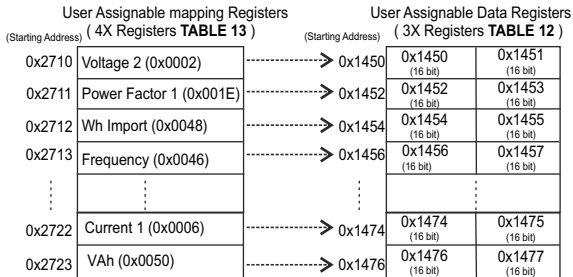 User Assignable mapping Registers
( 4X Registers TABLE 13 )
User Assignable Data Registers
( 3X Registers TABLE 12 )
(Starting Address)
(Starting Address)
0x2710 Voltage 2 (0x0002) 0x1450 0x1450 (16 bit) 0x1451 (16 bit)
0x2711 Power Factor 1 (0x001E) 0x1452 0x1452 (16 bit) 0x1453 (16 bit)
0x2712 Wh Import (0x0048) 0x1454 0x1454 (16 bit) 0x1455 (16 bit)
0x2713 Frequency (0x0046) 0x1456 0x1456 (16 bit) 0x1457 (16 bit)
0x2722 Current 1 (0x0006) 0x1474 0x1474 (16 bit) 0x1475 (16 bit)
0x2723 VAh (0x0050) 0x1476 0x1476 (16 bit) 0x1477 (16 bit)